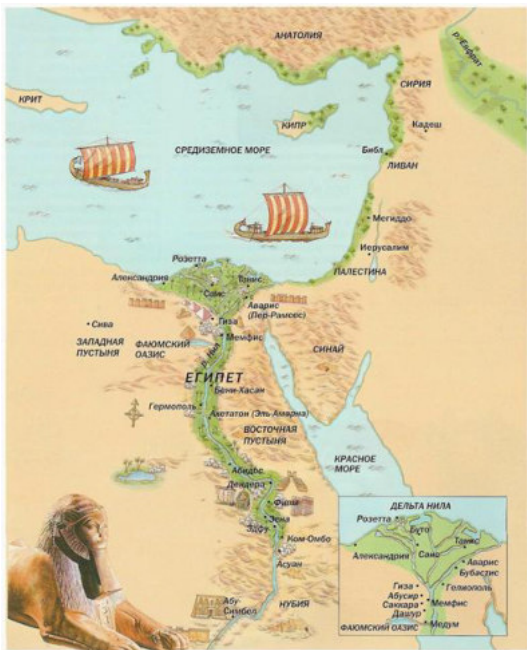 АНАТОЛИЯ
р. Евфрат
СИРИЯ
КРИТ
КИПР
Кадеш
СРЕДИЗЕМНОЕ МОРЕ
Библ
ЛИВАН
Мегиддо
Иерусалим
Розетта
ПАЛЕСТИНА
Александрия
Танис
Саис
Аварис
(Пер-Рамсес)
Гиза
Сива
Мемфис
ЗАПАДНАЯ
ПУСТЫНЯ
ФАЮМСКИЙ
ОАЗИС
р. Нил
СИНАЙ
ЕГИПЕТ
Бени-Хасан
Гермополь
Ахетатон (Эль-Амарна)
ВОСТОЧНАЯ
ПУСТЫНЯ
КРАСНОЕ
МОРЕ
Абидос
Дендера
Фивы
Эсна
Эдфу
Ком-Омбо
Асуан
Абу-
Симбел
НУБИЯ
ДЕЛЬТА НИЛА
Розетта
Буто
Танис
Александрия
Саис
Аварис
Бубастис
Гиза
Гелиополь
Абусир
Саккара
Мемфис
Дашур
ФАЮМСКИЙ ОАЗИС
Медум